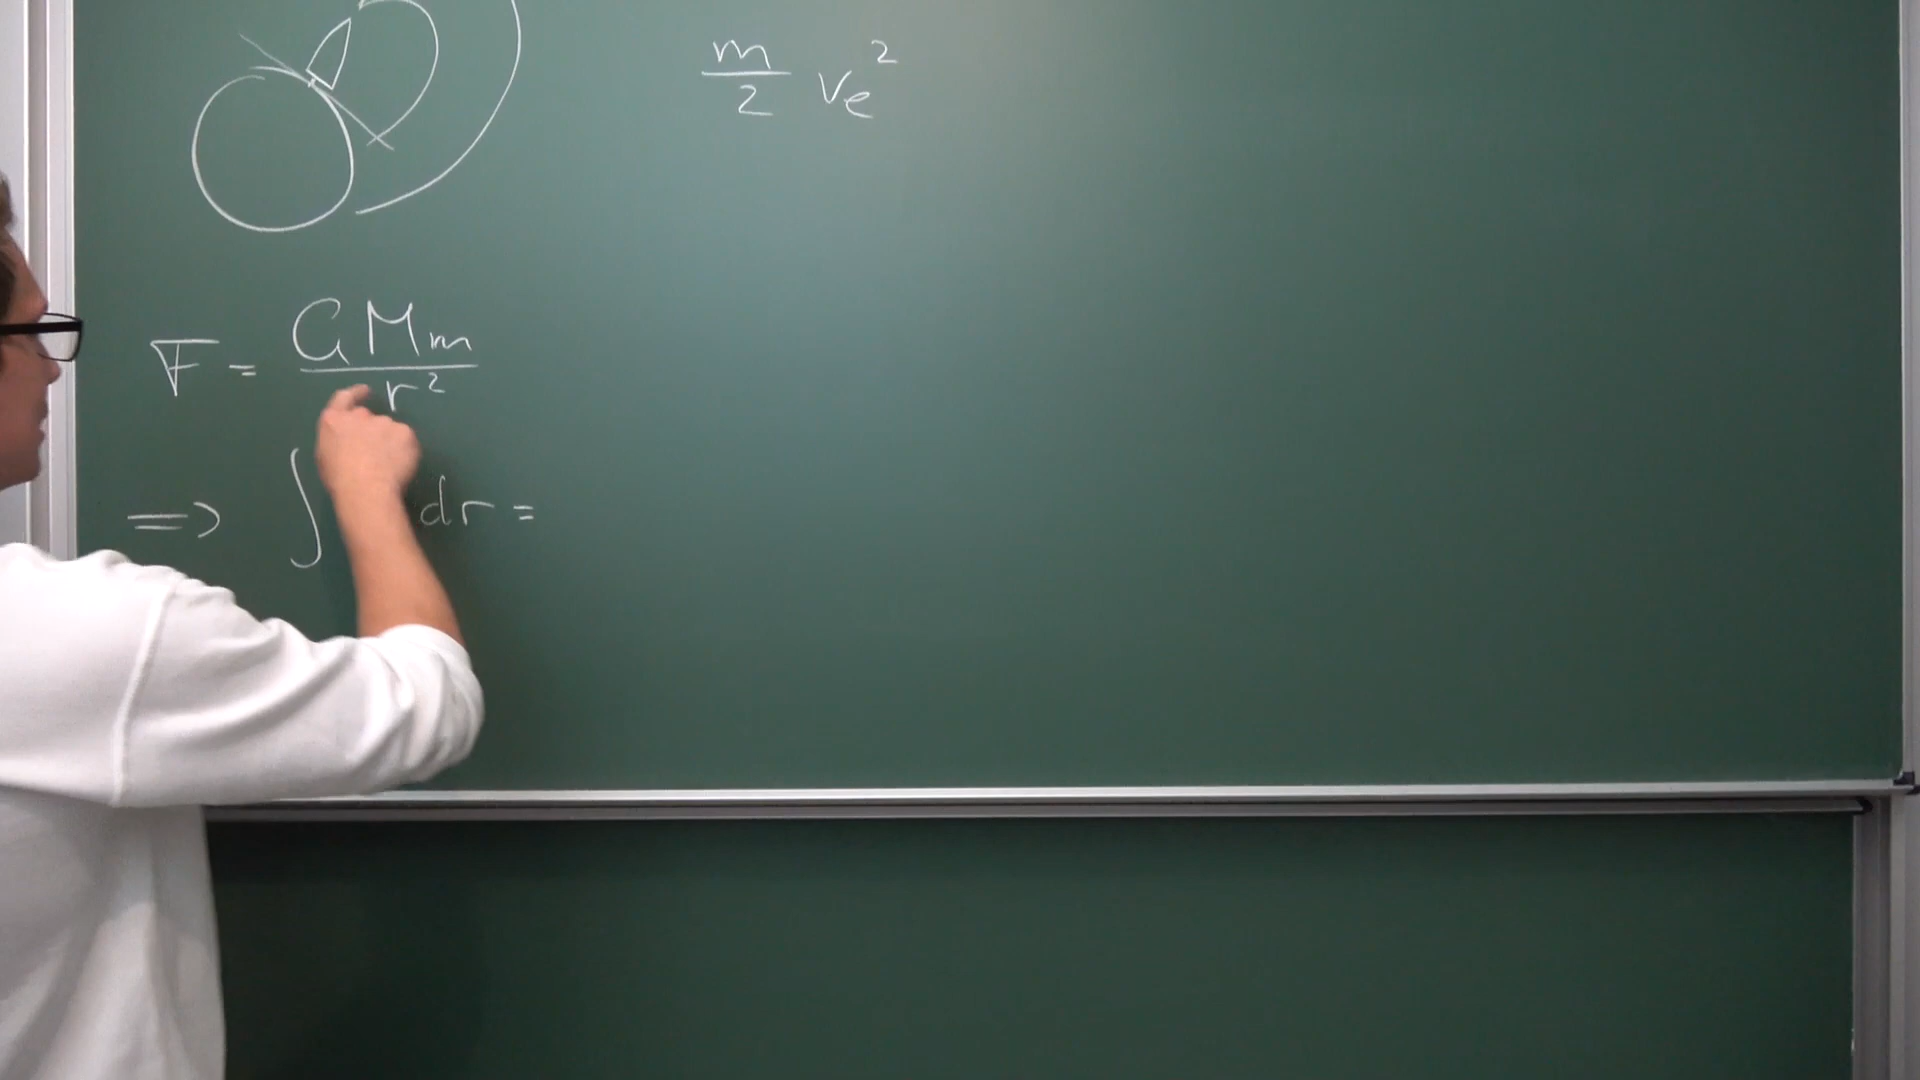 m/2 vₑ²
F = GMm/r²
=> ∫ dr =